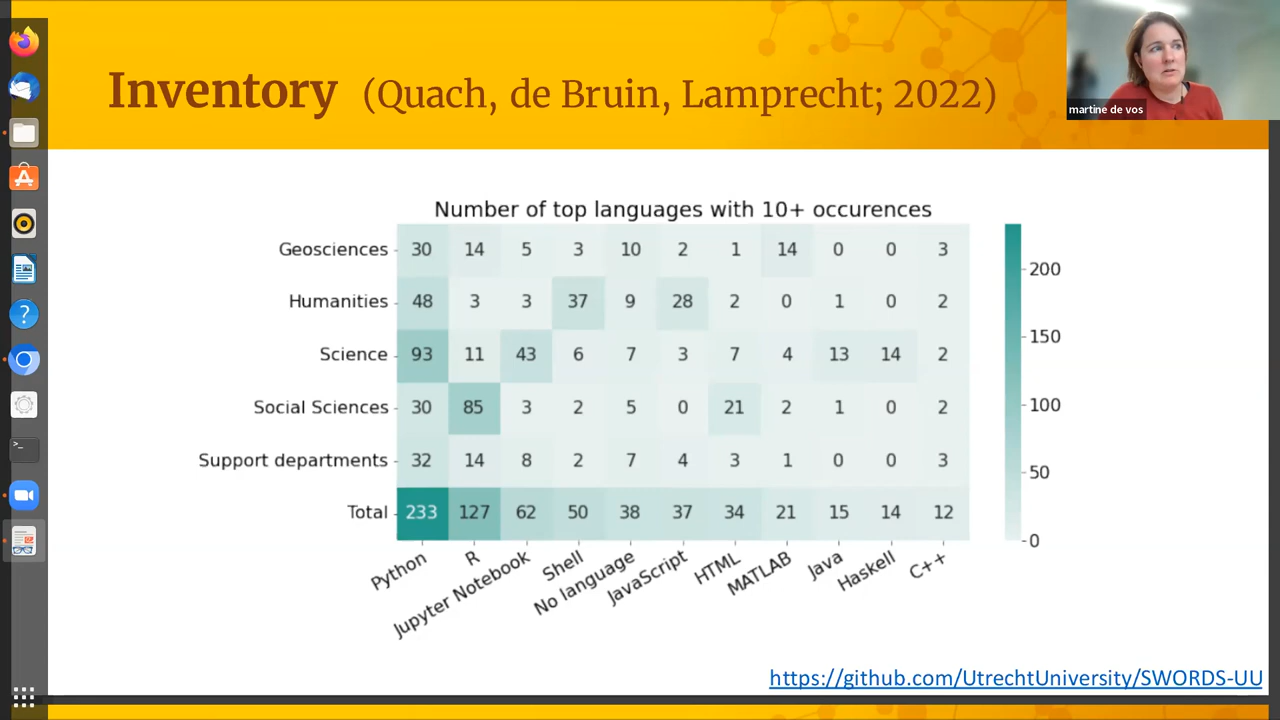 Inventory (Quach, de Bruin, Lamprecht; 2022)
martine de vos
Number of top languages with 10+ occurences
Geosciences 30 14 5 3 10 2 1 14 0 0 3
Humanities 48 3 3 37 9 28 2 0 1 0 2
Science 93 11 43 6 7 3 7 4 13 14 2
Social Sciences 30 85 3 2 5 0 21 2 1 0 2
Support departments 32 14 8 2 7 4 3 1 0 0 3
Total 233 127 62 50 38 37 34 21 15 14 12
Python R Jupyter Notebook Shell No language JavaScript HTML MATLAB Java Haskell C++
200
150
100
50
0
https://github.com/UtrechtUniversity/SWORDS-UU